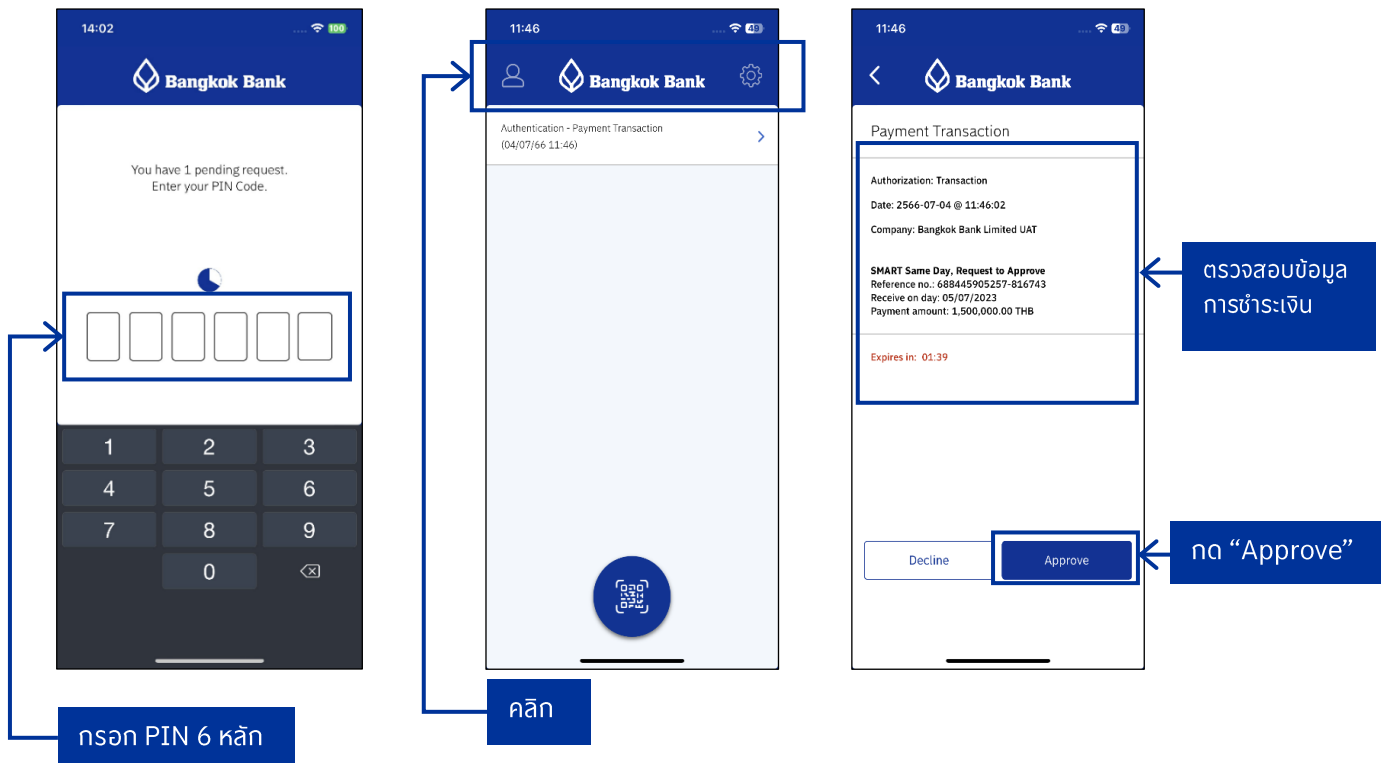 14:02
100
Bangkok Bank
You have 1 pending request.
Enter your PIN Code.
1 2 3
4 5 6
7 8 9
0
กรอก PIN 6 หลัก
11:46
49
Bangkok Bank
Authentication - Payment Transaction
(04/07/66 11:46)
คลิก
11:46
49
Bangkok Bank
Payment Transaction
Authorization: Transaction
Date: 2566-07-04 @ 11:46:02
Company: Bangkok Bank Limited UAT
SMART Same Day, Request to Approve
Reference no.: 688445905257-816743
Receive on day: 05/07/2023
Payment amount: 1,500,000.00 THB
Expires in: 01:39
Decline
Approve
ตรวจสอบข้อมูล
การชำระเงิน
กด “Approve”